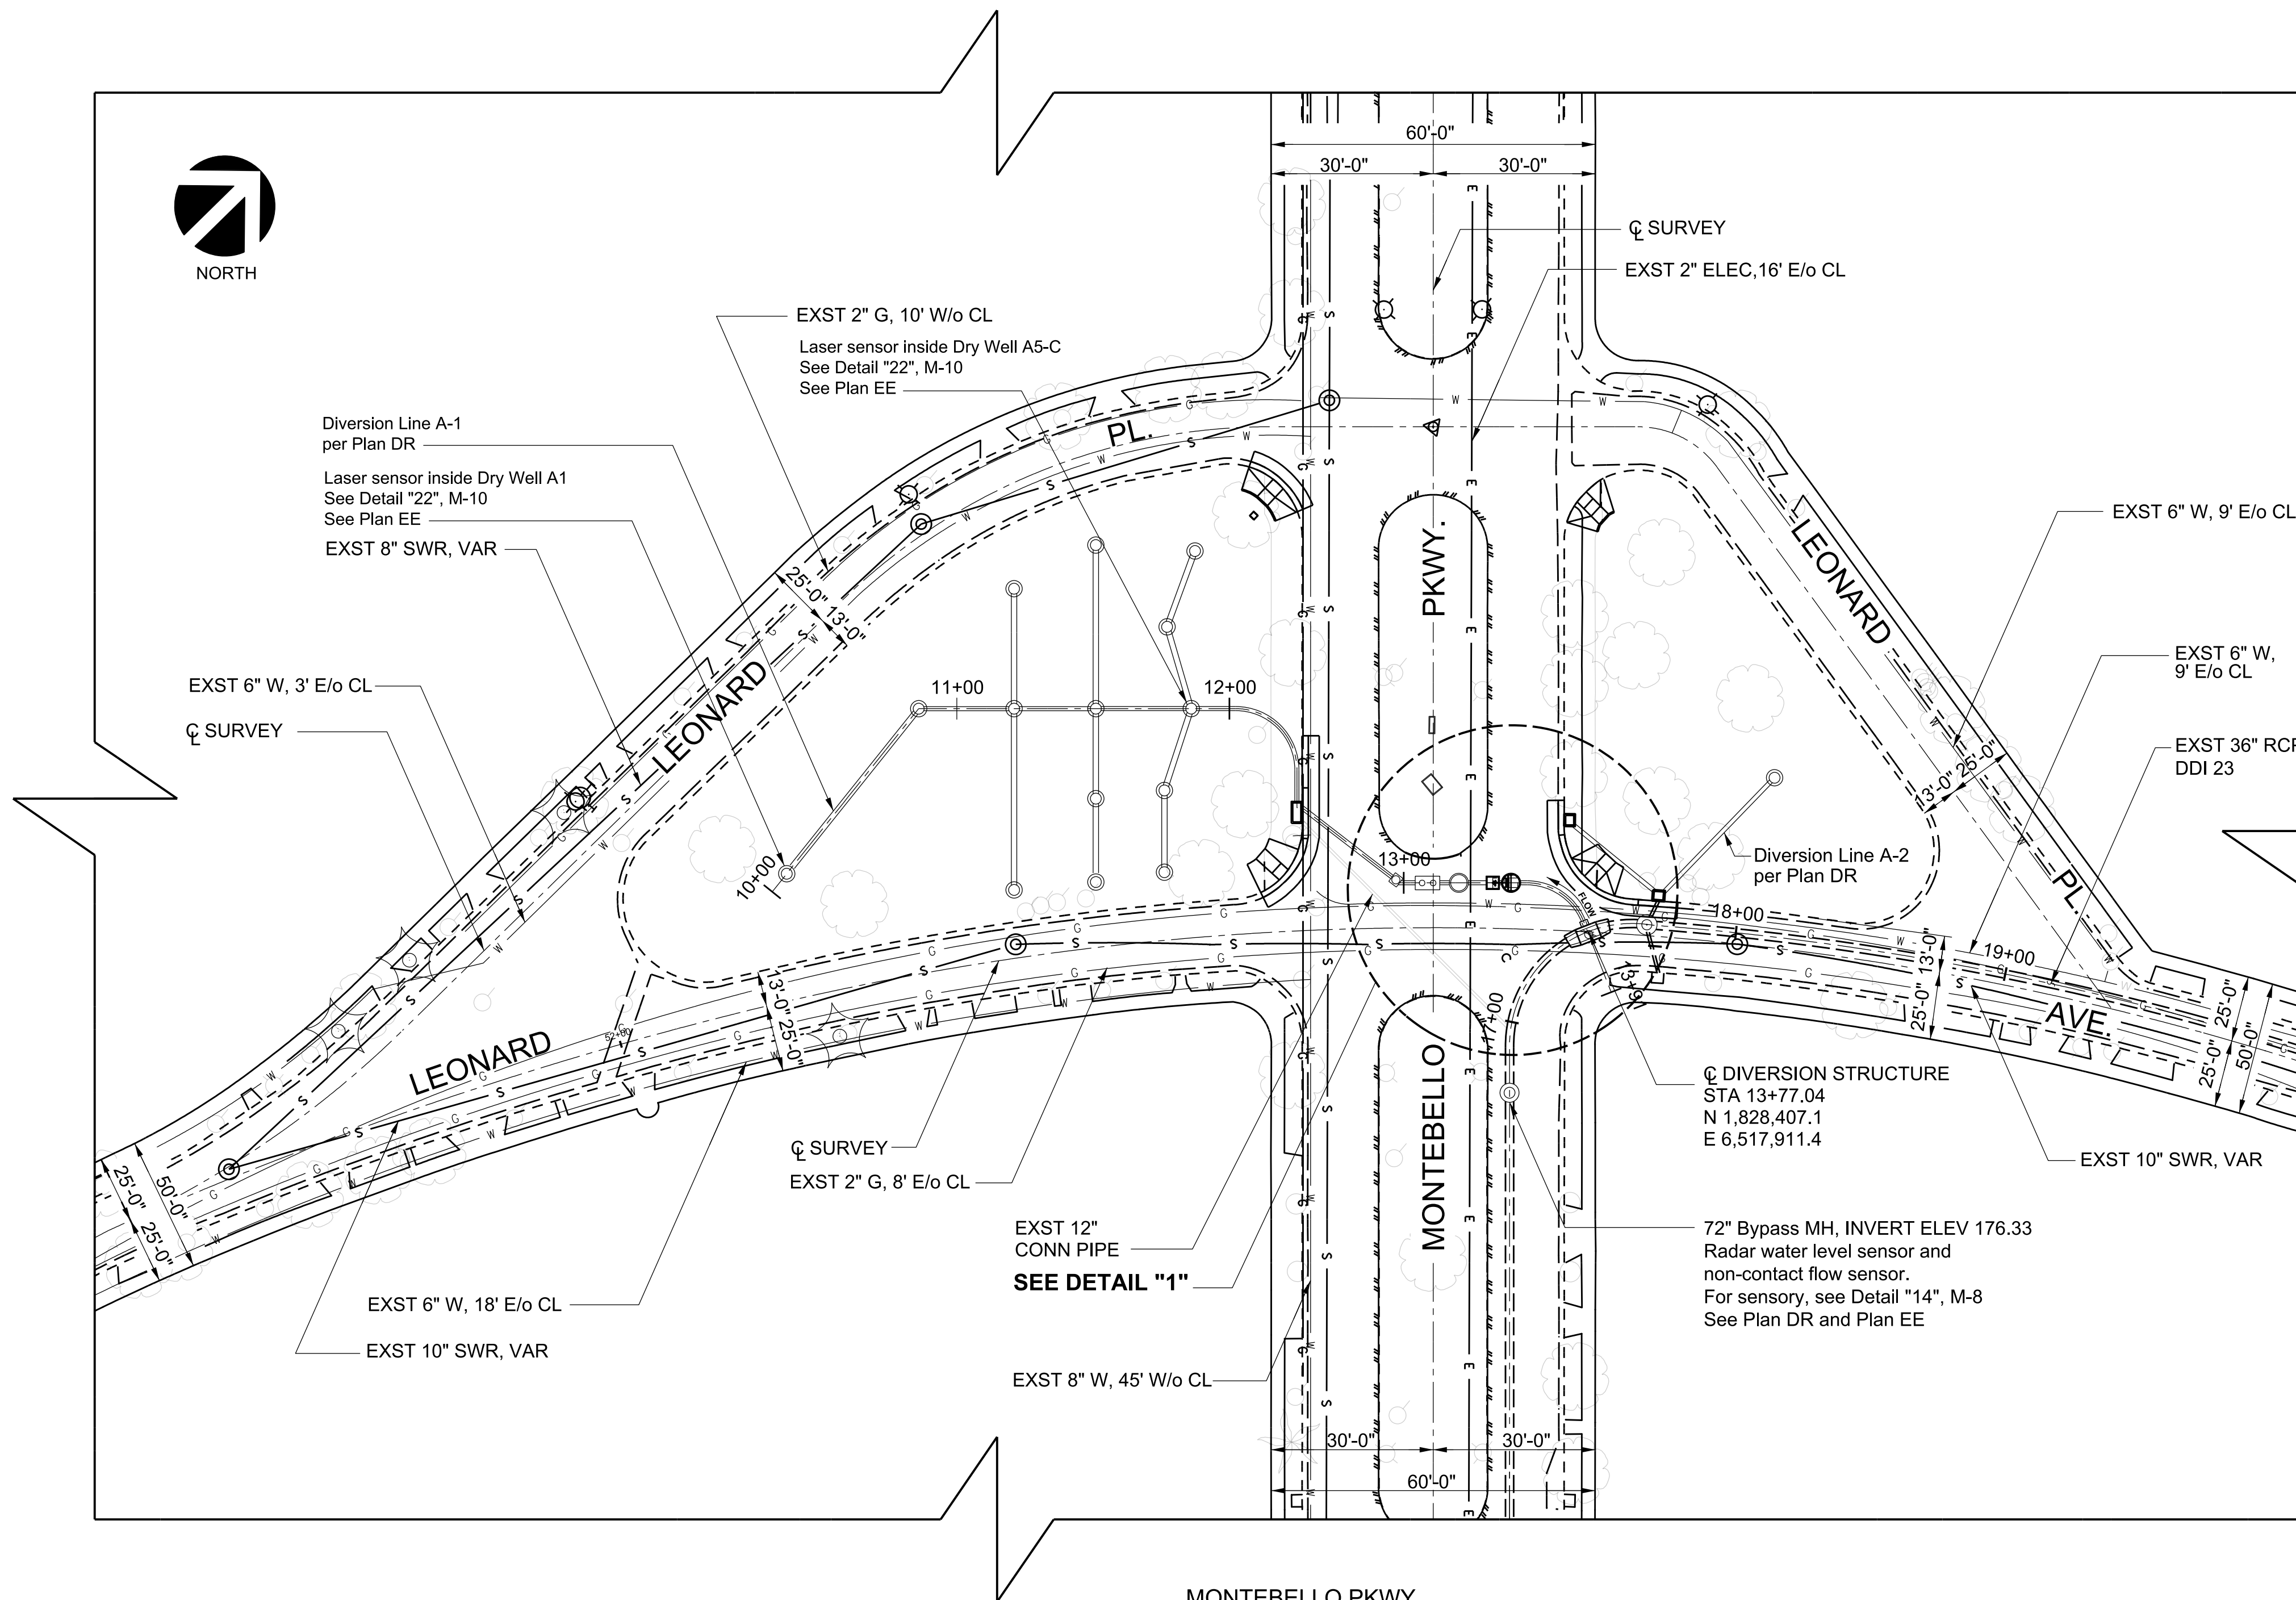 60'-0"
30'-0"
30'-0"
NORTH
℄ SURVEY
EXST 2" ELEC,16' E/o CL
EXST 2" G, 10' W/o CL
Laser sensor inside Dry Well A5-C
See Detail "22", M-10
See Plan EE
Diversion Line A-1
per Plan DR
Laser sensor inside Dry Well A1
See Detail "22", M-10
See Plan EE
EXST 8" SWR, VAR
EXST 6" W, 3' E/o CL
℄ SURVEY
PL.
LEONARD
25'-0"
13'-0"
10+00
11+00
12+00
13+00
PKWY.
LEONARD
PL.
EXST 6" W, 9' E/o CL
EXST 6" W,
9' E/o CL
EXST 36" RCP
DDI 23
13'-0"
25'-0"
Diversion Line A-2
per Plan DR
FLOW
17+00
18+00
19+00
13'-0"
25'-0"
AVE.
25'-0"
25'-0"
50'-0"
LEONARD
52+00
25'-0"
25'-0"
25'-0"
50'-0"
MONTEBELLO
℄ DIVERSION STRUCTURE
STA 13+77.04
N 1,828,407.1
E 6,517,911.4
EXST 10" SWR, VAR
℄ SURVEY
EXST 2" G, 8' E/o CL
EXST 12"
CONN PIPE
SEE DETAIL "1"
72" Bypass MH, INVERT ELEV 176.33
Radar water level sensor and
non-contact flow sensor.
For sensory, see Detail "14", M-8
See Plan DR and Plan EE
EXST 6" W, 18' E/o CL
EXST 10" SWR, VAR
EXST 8" W, 45' W/o CL
30'-0"
30'-0"
60'-0"
MONTEBELLO PKWY